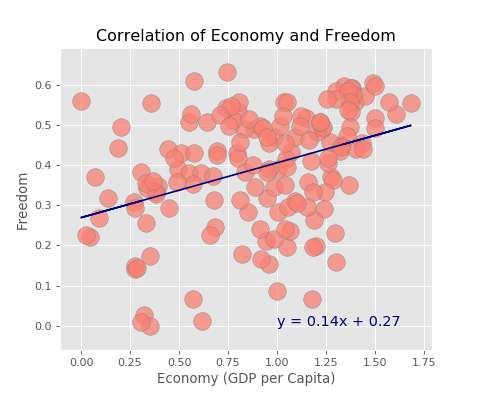 Correlation of Economy and Freedom
Freedom
0.6
0.5
0.4
0.3
0.2
0.1
0.0
y = 0.14x + 0.27
0.00 0.25 0.50 0.75 1.00 1.25 1.50 1.75
Economy (GDP per Capita)